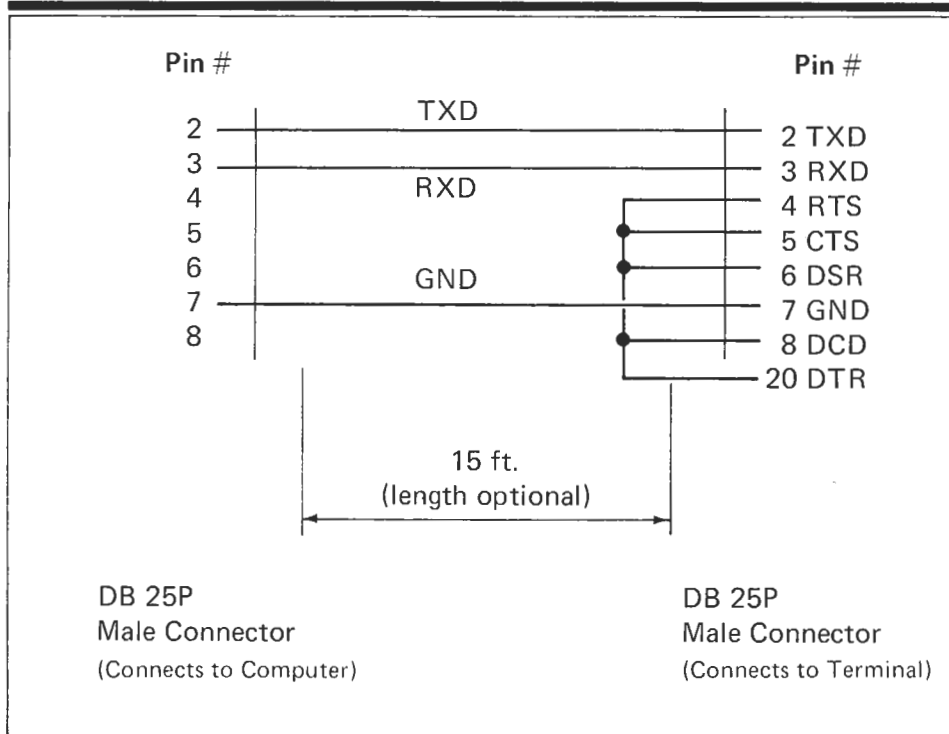 Pin #
Pin #
TXD
2
2 TXD
3
3 RXD
RXD
4
4 RTS
5
5 CTS
6
6 DSR
GND
7
7 GND
8
8 DCD
20 DTR
15 ft.
(length optional)
DB 25P
Male Connector
(Connects to Computer)
DB 25P
Male Connector
(Connects to Terminal)